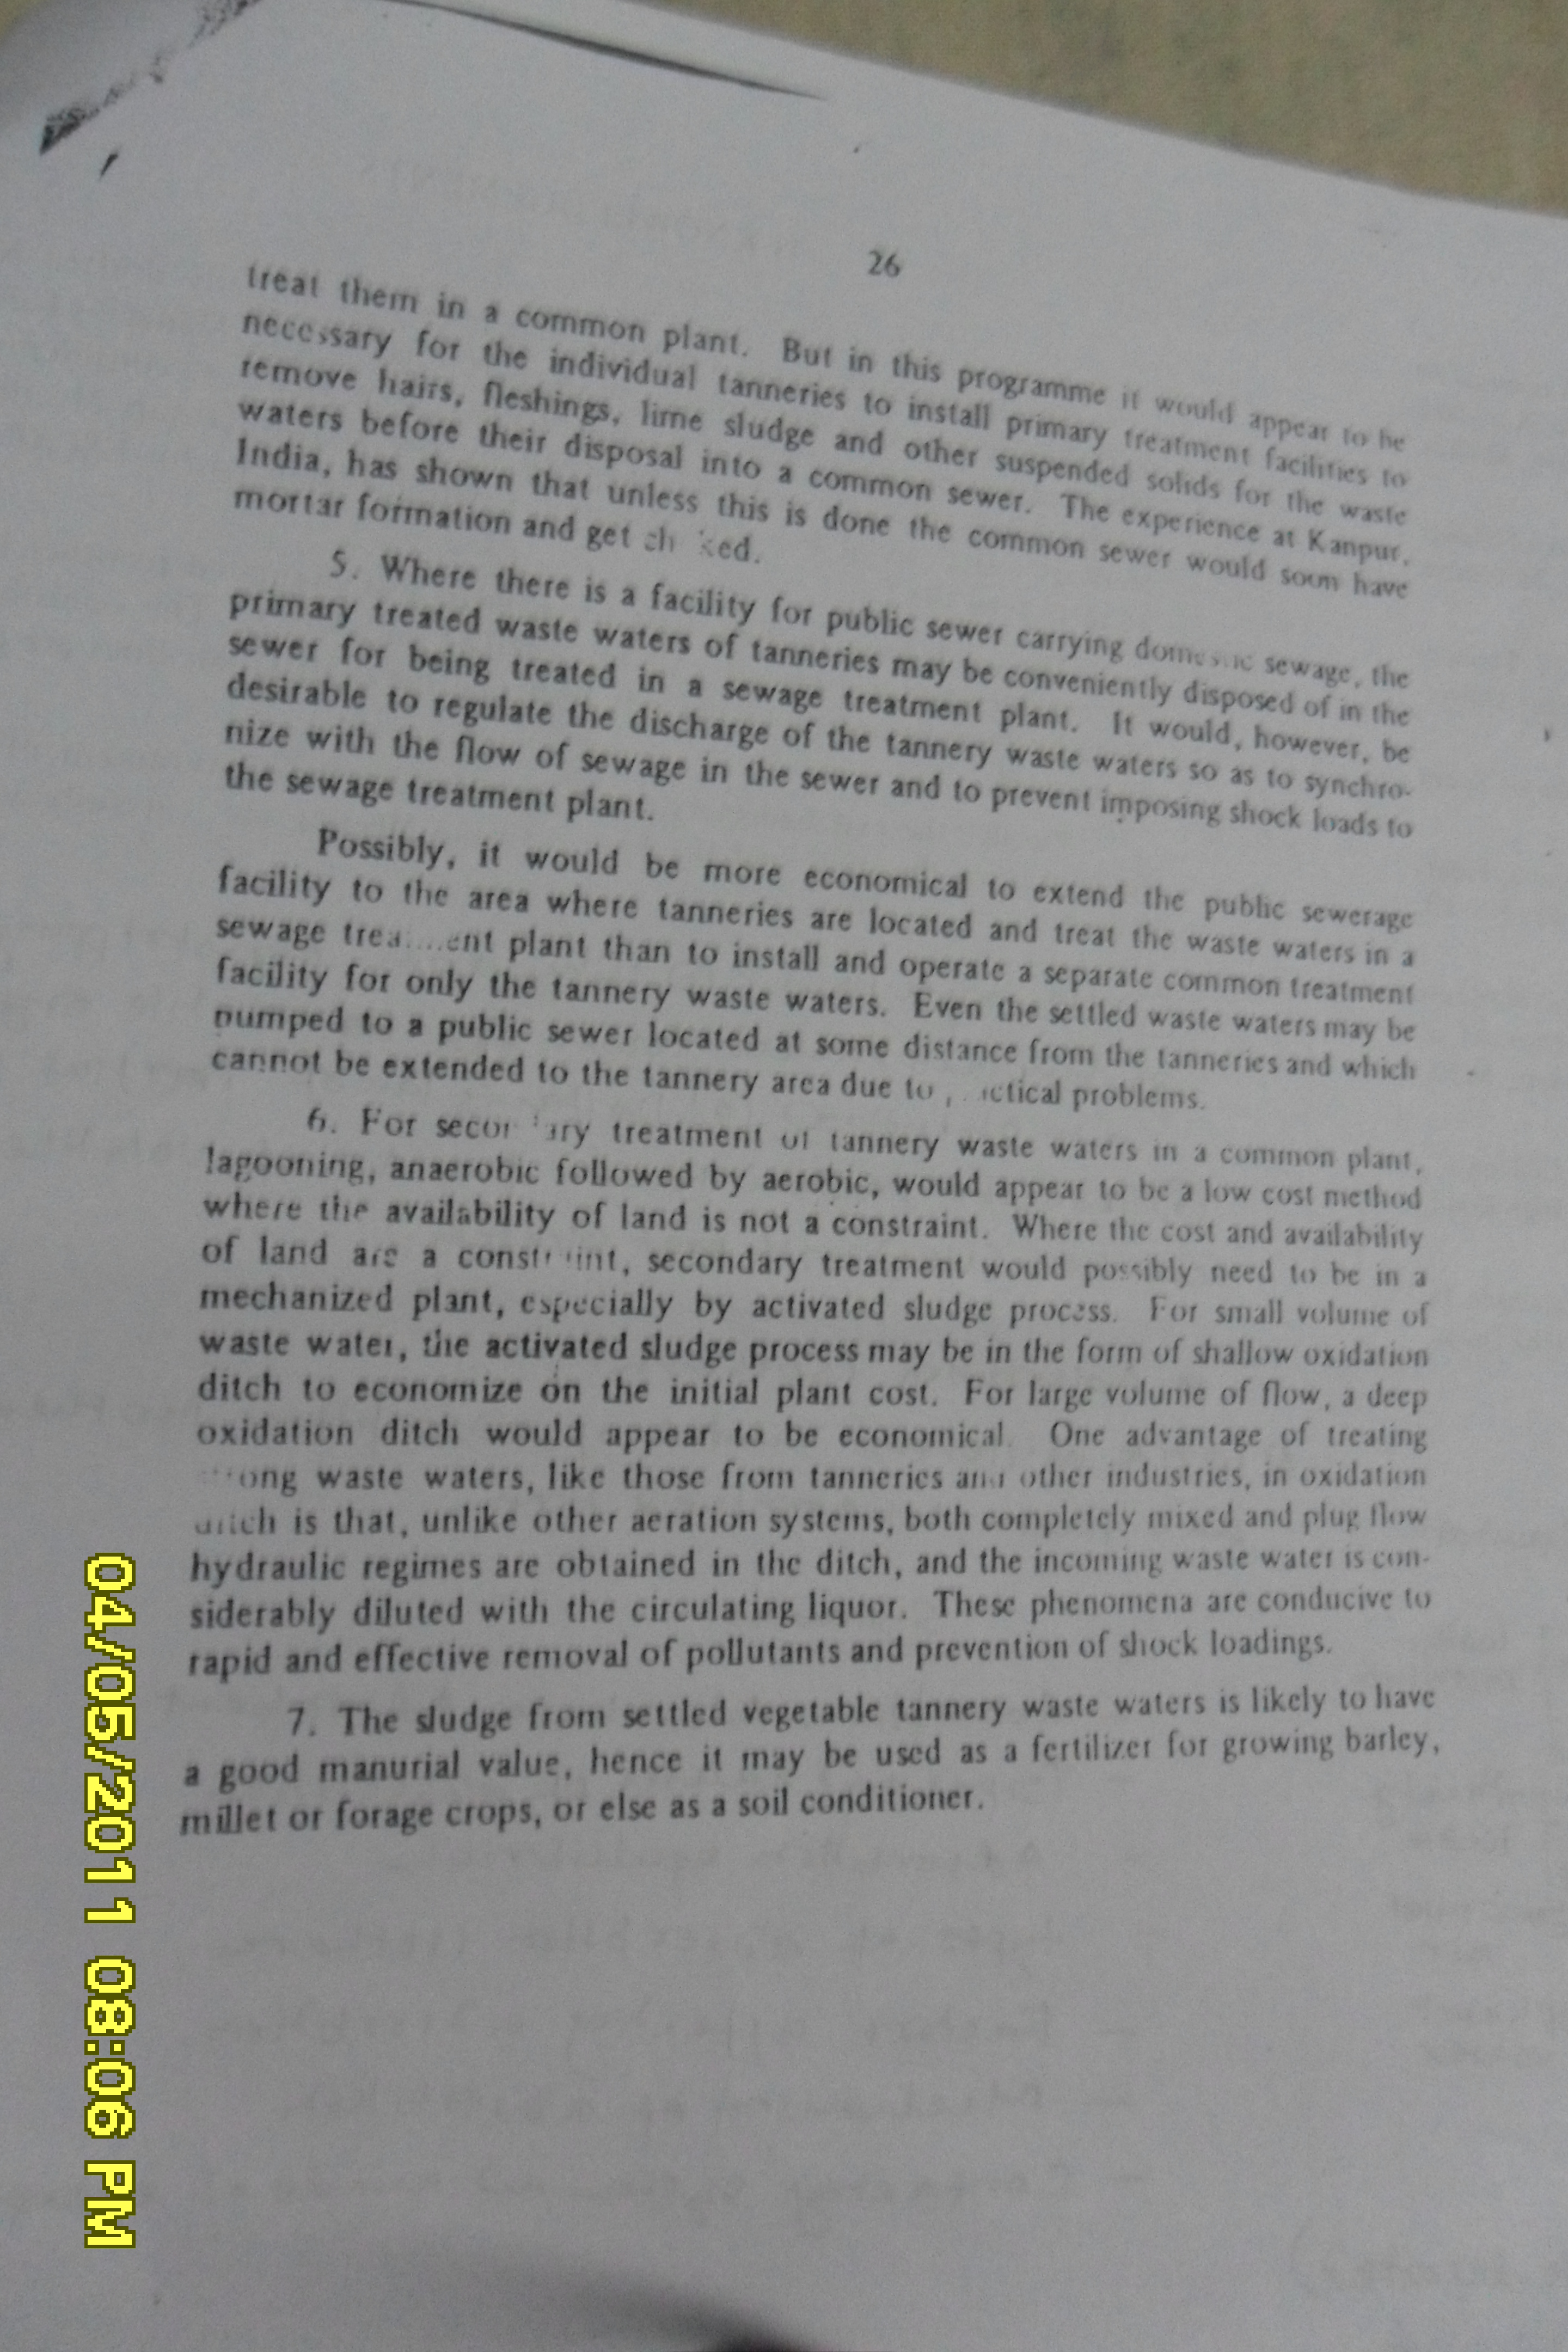 26
treat them in a common plant. But in this programme it would appear to be
necessary for the individual tanneries to install primary treatment facilities to
remove hairs, fleshings, lime sludge and other suspended solids for the waste
waters before their disposal into a common sewer. The experience at Kanpur,
India, has shown that unless this is done the common sewer would soon have
mortar formation and get
5. Where there is a facility for public sewer carrying domestic sewage, the
primary treated waste waters of tanneries may be conveniently disposed of in the
sewer for being treated in a sewage treatment plant. It would, however, be
desirable to regulate the discharge of the tannery waste waters so as to synchro-
nize with the flow of sewage in the sewer and to prevent imposing shock loads to
the sewage treatment plant.
Possibly, it would be more economical to extend the public sewerage
facility to the area where tanneries are located and treat the waste waters in a
sewage treatment plant than to install and operate a separate common treatment
facility for only the tannery waste waters. Even the settled waste waters may be
pumped to a public sewer located at some distance from the tanneries and which
cannot be extended to the tannery area due to problems.
6. For secondary treatment of tannery waste waters in a common plant,
lagooning, anaerobic followed by aerobic, would appear to be a low cost method
where the availability of land is not a constraint. Where the cost and availability
of land are a constraint, secondary treatment would possibly need to be in a
mechanized plant, especially by activated sludge process. For small volume of
waste water, the activated sludge process may be in the form of shallow oxidation
ditch to economize on the initial plant cost. For large volume of flow, a deep
oxidation ditch would appear to be economical. One advantage of treating
waste waters, like those from tanneries and other industries, in oxidation
ditch is that, unlike other aeration systems, both completely mixed and plug flow
hydraulic regimes are obtained in the ditch, and the incoming waste water is con-
siderably diluted with the circulating liquor. These phenomena are conducive to
rapid and effective removal of pollutants and prevention of shock loadings.
7. The sludge from settled vegetable tannery waste waters is likely to have
a good manurial value, hence it may be used as a fertilizer for growing barley,
millet or forage crops, or else as a soil conditioner.
04/05/2011 08:06 PM